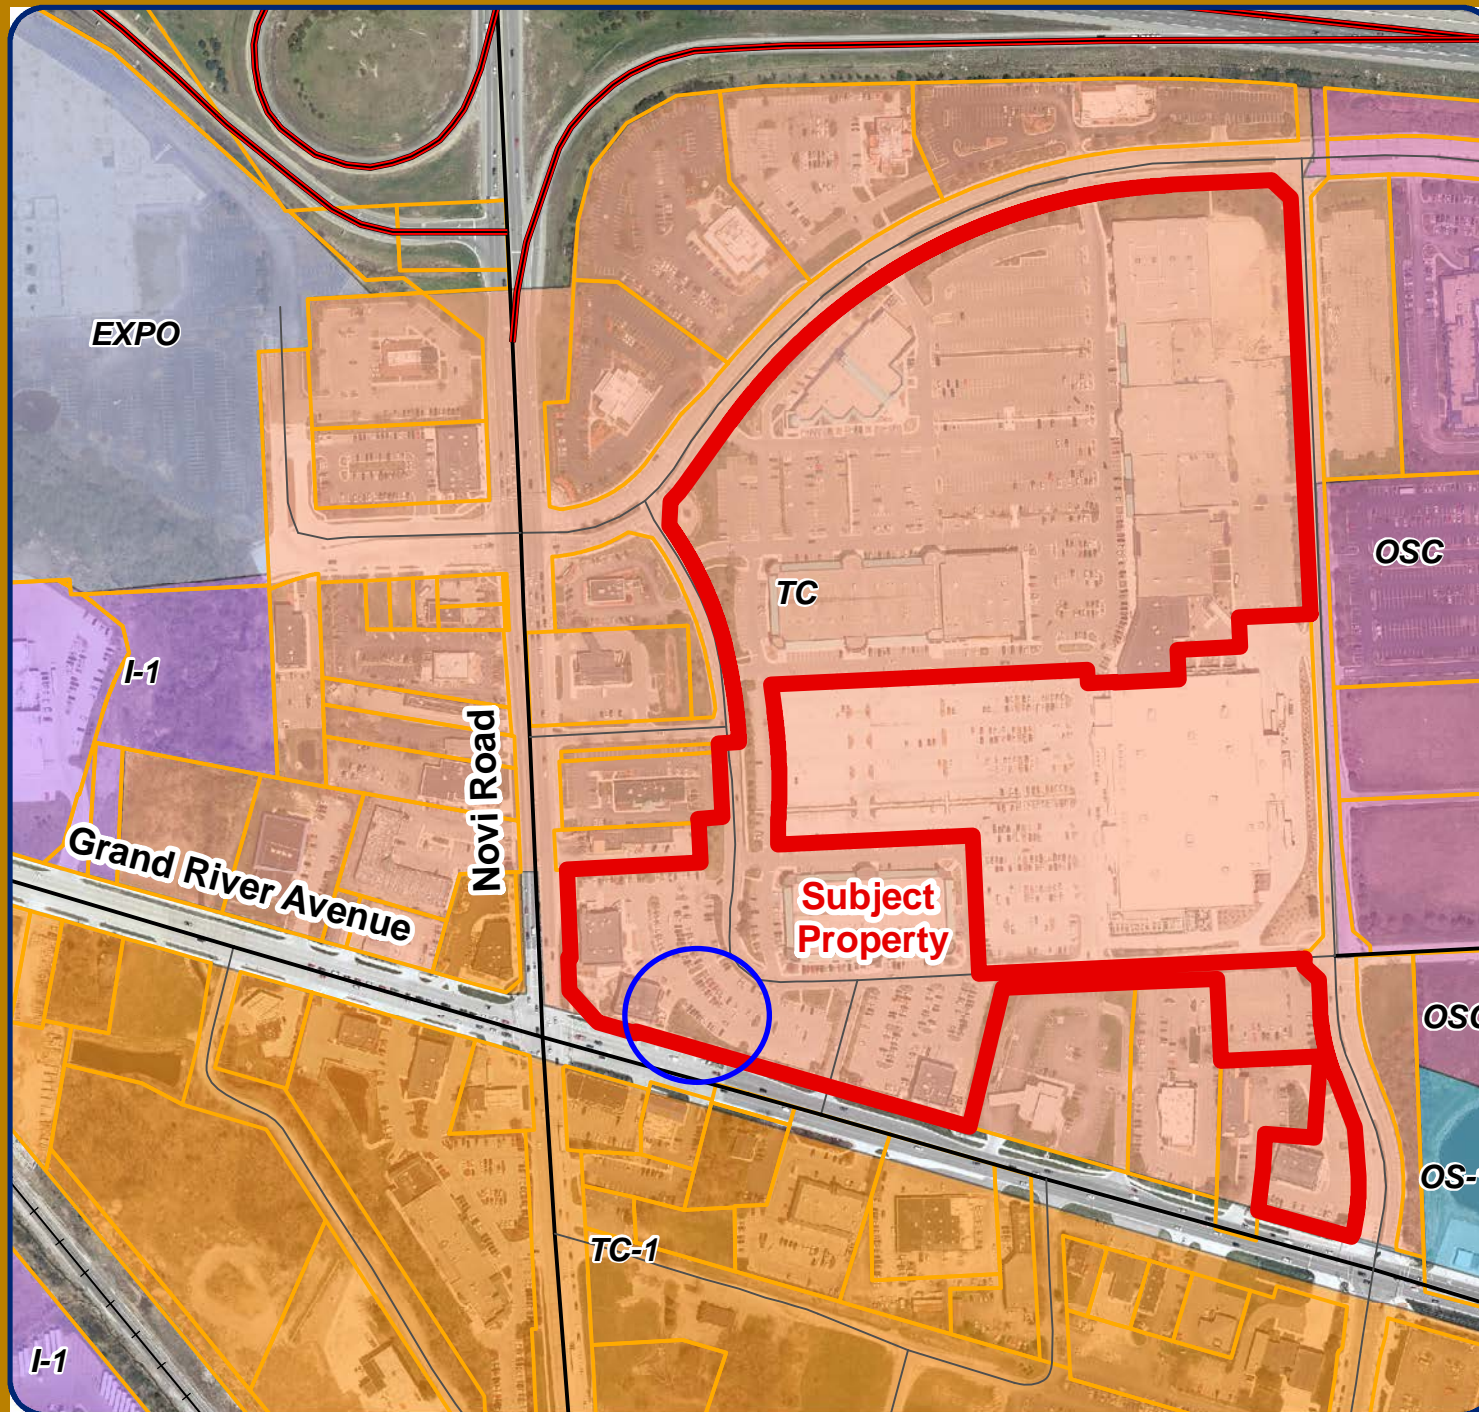 EXPO
OSC
TC
I-1
Novi Road
Grand River Avenue
Subject
Property
OSC
OS-
TC-1
I-1